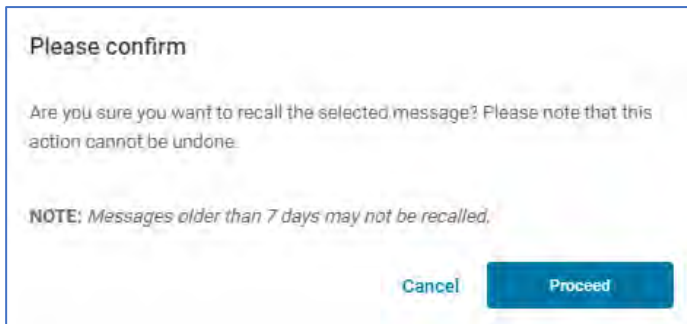 Please confirm
Are you sure you want to recall the selected message? Please note that this
action cannot be undone.
NOTE: Messages older than 7 days may not be recalled.
Cancel Proceed